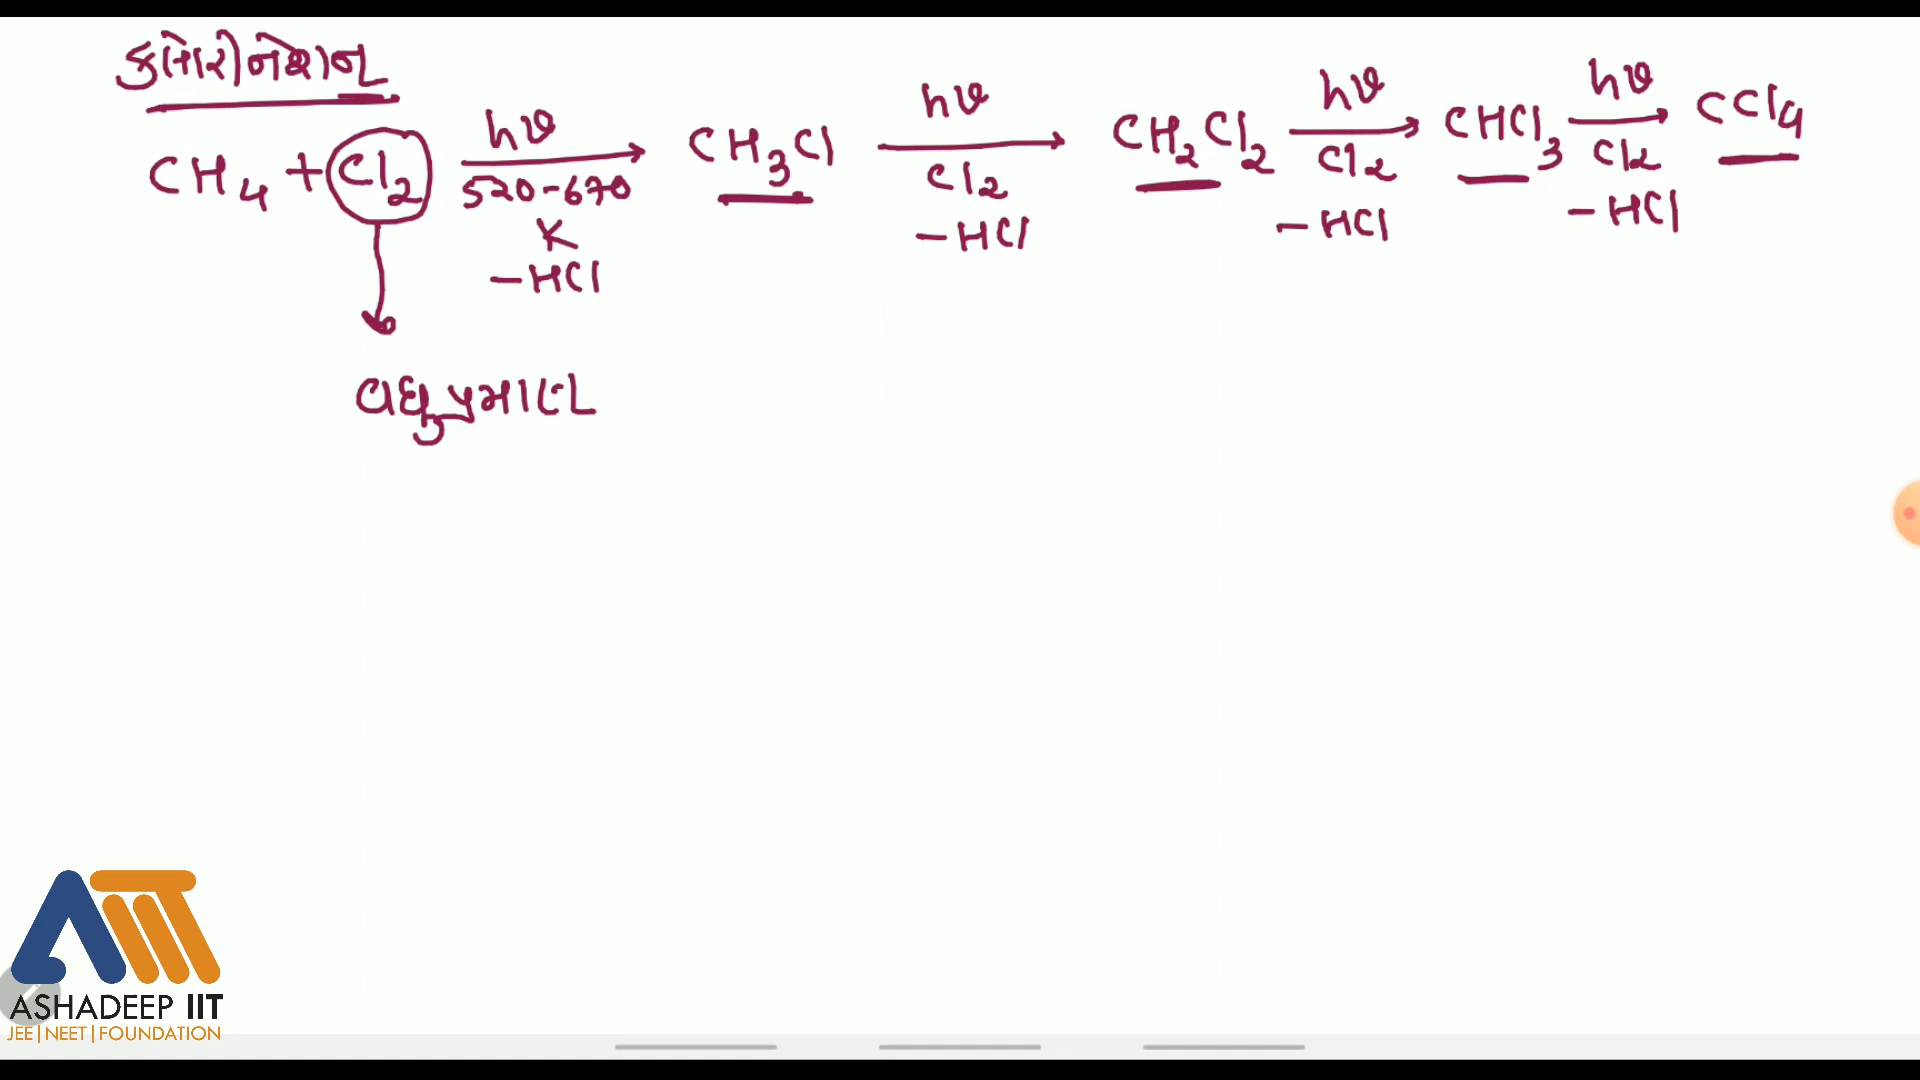 ક્લોરીનેશન
CH4 + Cl2 hν→ 520-670 K -HCl CH3Cl hν→ Cl2 -HCl CH2Cl2 hν→ Cl2 -HCl CHCl3 hν→ Cl2 -HCl CCl4
વધુ પ્રમાણ
ASHADEEP IIT
JEE|NEET|FOUNDATION